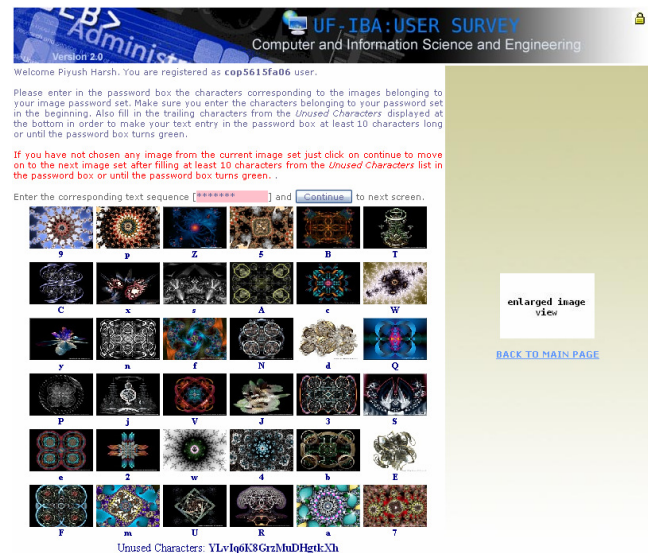 UF-IBA:USER SURVEY
Computer and Information Science and Engineering
Administ
Version 2.0
Welcome Piyush Harsh. You are registered as cop5615fa06 user.
Please enter in the password box the characters corresponding to the images belonging to
your image password set. Make sure you enter the characters belonging to your password set
in the beginning. Also fill in the trailing characters from the Unused Characters displayed at
the bottom in order to make your text entry in the password box at least 10 characters long
or until the password box turns green.
If you have not chosen any image from the current image set just click on continue to move
on to the next image set after filling at least 10 characters from the Unused Characters list in
the password box or until the password box turns green. .
Enter the corresponding text sequence [*******] and Continue to next screen.
9 p Z 5 B T
C x s A c W
enlarged image
view
y n f N d Q
BACK TO MAIN PAGE
P j V J 3 S
e 2 w 4 b E
F m U R a 7